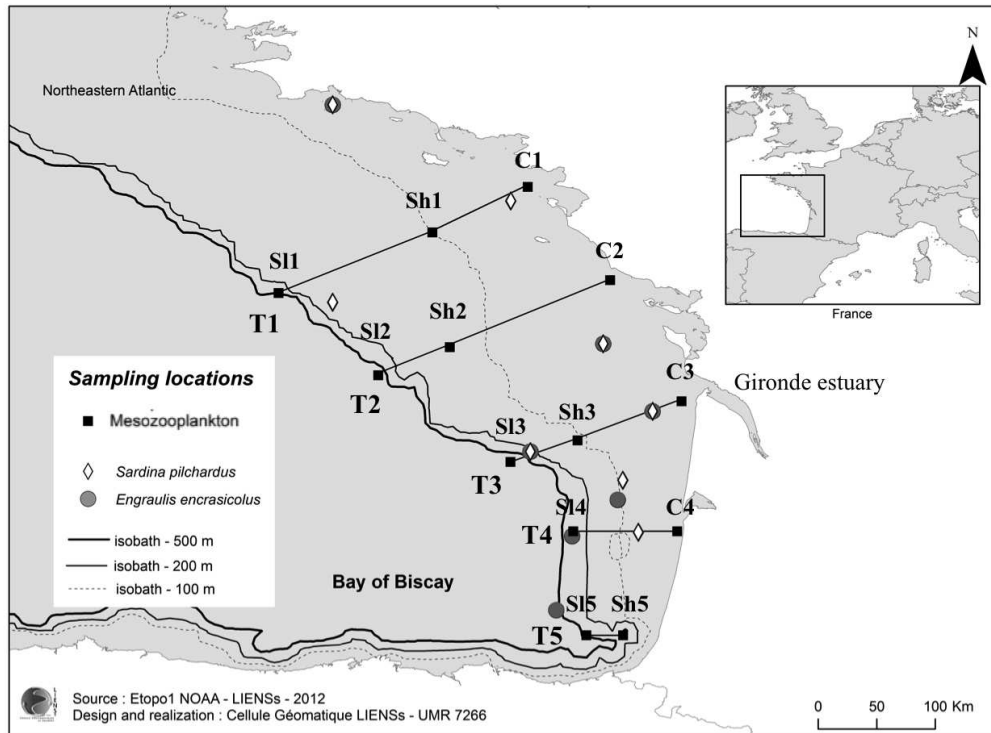 N
Northeastern Atlantic
C1
Sh1
Sl1
T1
C2
Sh2
Sl2
T2
France
C3
Gironde estuary
Sh3
Sl3
T3
Sl4
C4
T4
Bay of Biscay
Sl5
Sh5
T5
Sampling locations
Mesozooplankton
Sardina pilchardus
Engraulis encrasicolus
isobath - 500 m
isobath - 200 m
isobath - 100 m
LIENSs
Source : Etopo1 NOAA - LIENSs - 2012
Design and realization : Cellule Géomatique LIENSs - UMR 7266
0 50 100 Km